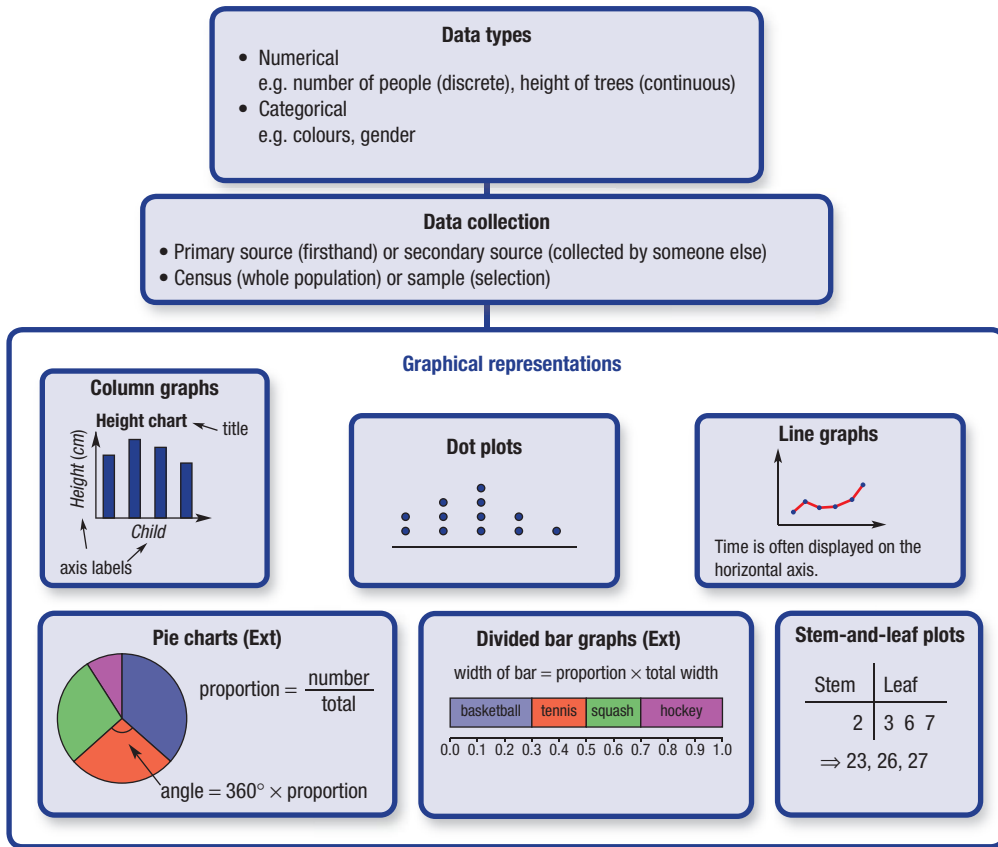 Data types
• Numerical
e.g. number of people (discrete), height of trees (continuous)
• Categorical
e.g. colours, gender
Data collection
• Primary source (firsthand) or secondary source (collected by someone else)
• Census (whole population) or sample (selection)
Graphical representations
Column graphs
Height chart
title
Height (cm)
Child
axis labels
Dot plots
Line graphs
Time is often displayed on the
horizontal axis.
Pie charts (Ext)
proportion = number
total
angle = 360° × proportion
Divided bar graphs (Ext)
width of bar = proportion × total width
basketball tennis squash hockey
0.0 0.1 0.2 0.3 0.4 0.5 0.6 0.7 0.8 0.9 1.0
Stem-and-leaf plots
Stem Leaf
2 3 6 7
⇒ 23, 26, 27